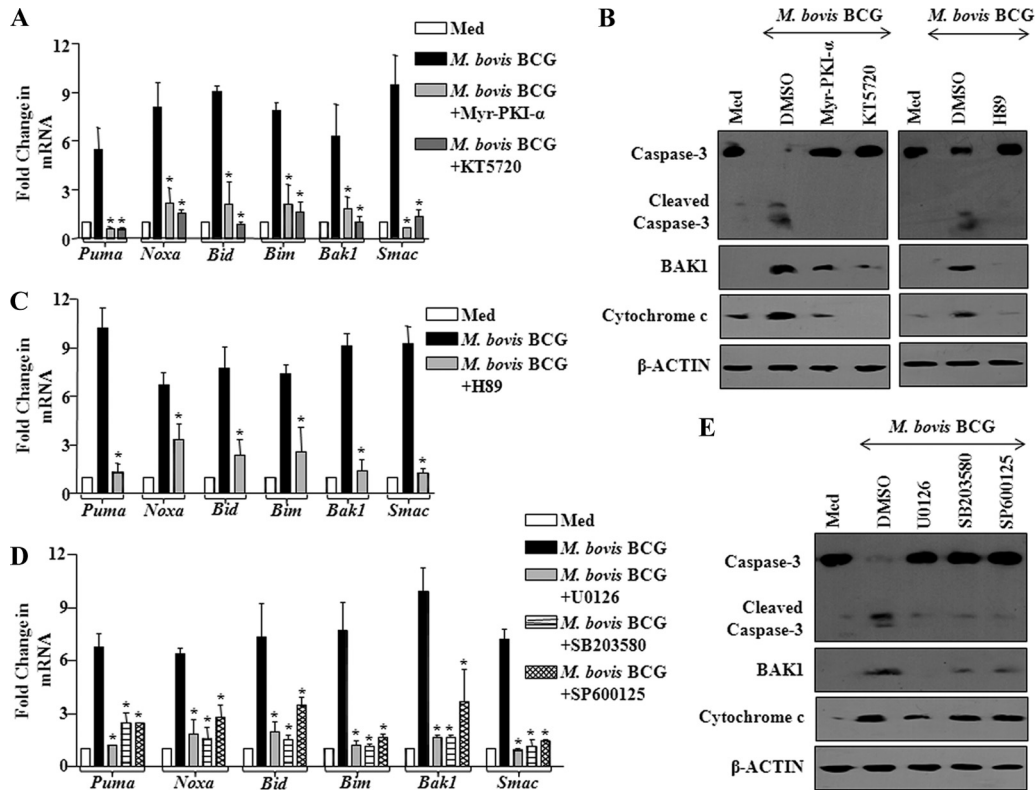 A
Fold Change in
mRNA
12
9
6
3
0
Puma Noxa Bid Bim Bak1 Smac
* * * * * * * * * * * *
Med
M. bovis BCG
M. bovis BCG
+Myr-PKI-α
M. bovis BCG
+KT5720
B
M. bovis BCG
M. bovis BCG
Med DMSO Myr-PKI-α KT5720
Med DMSO H89
Caspase-3
Cleaved
Caspase-3
BAK1
Cytochrome c
β-ACTIN
C
Fold Change in
mRNA
12
9
6
3
0
Puma Noxa Bid Bim Bak1 Smac
* * * * * *
Med
M. bovis BCG
M. bovis BCG
+H89
D
Fold Change in
mRNA
12
9
6
3
0
Puma Noxa Bid Bim Bak1 Smac
* * * * * * * * * * * * * * * * * *
Med
M. bovis BCG
M. bovis BCG
+U0126
M. bovis BCG
+SB203580
M. bovis BCG
+SP600125
E
M. bovis BCG
Med DMSO U0126 SB203580 SP600125
Caspase-3
Cleaved
Caspase-3
BAK1
Cytochrome c
β-ACTIN